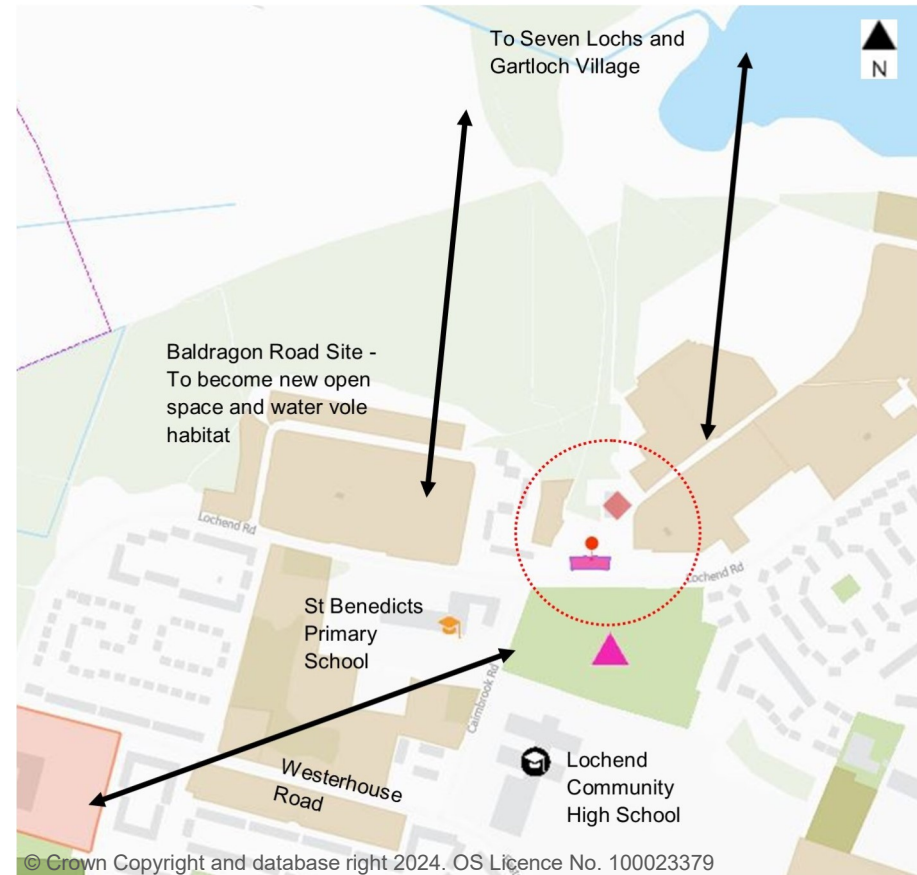 To Seven Lochs and
Gartloch Village
N
Baldragon Road Site -
To become new open
space and water vole
habitat
Lochend Rd
Lochend Rd
St Benedicts
Primary
School
Cairnbrook Rd
Westerhouse
Road
Lochend
Community
High School
© Crown Copyright and database right 2024. OS Licence No. 100023379